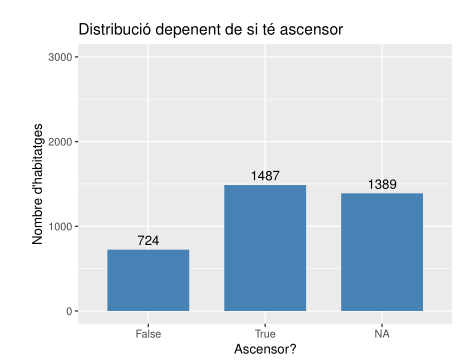 Distribució depenent de si té ascensor
Nombre d'habitatges
3000
2000
1000
0
724
1487
1389
False
True
NA
Ascensor?